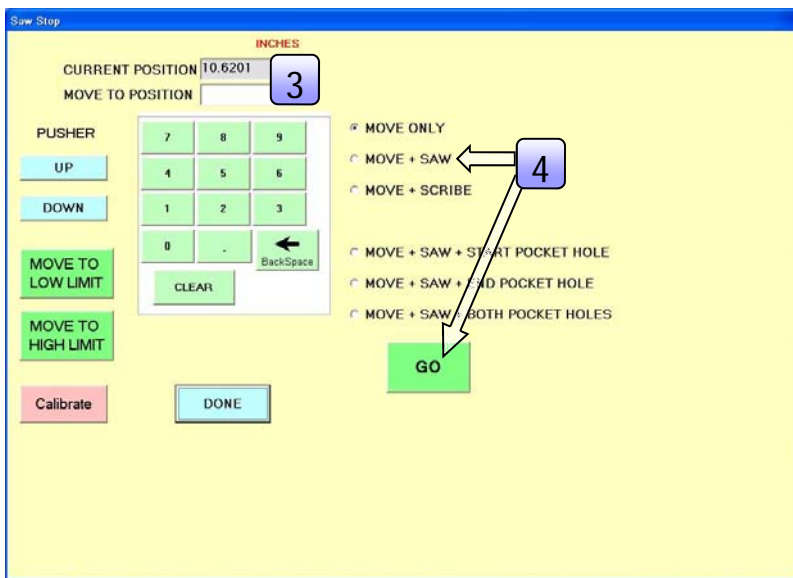 Saw Stop
INCHES
CURRENT POSITION 10.6201
MOVE TO POSITION
3
PUSHER
UP
DOWN
MOVE TO
LOW LIMIT
MOVE TO
HIGH LIMIT
Calibrate
7 8 9
4 5 6
1 2 3
0 .
BackSpace
CLEAR
DONE
MOVE ONLY
MOVE + SAW
4
MOVE + SCRIBE
MOVE + SAW + START POCKET HOLE
MOVE + SAW + END POCKET HOLE
MOVE + SAW + BOTH POCKET HOLES
GO